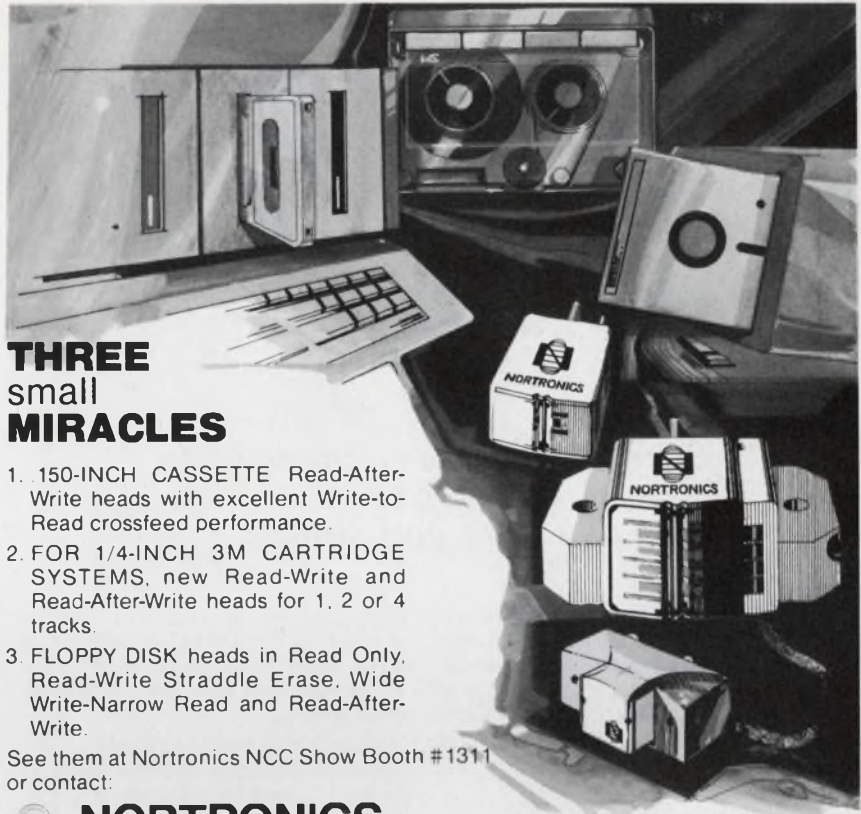 3M
NORTRONICS
NORTRONICS
THREE
small
MIRACLES
1. .150-INCH CASSETTE Read-After-
Write heads with excellent Write-to-
Read crossfeed performance.
2. FOR 1/4-INCH 3M CARTRIDGE
SYSTEMS, new Read-Write and
Read-After-Write heads for 1, 2 or 4
tracks.
3. FLOPPY DISK heads in Read Only,
Read-Write Straddle Erase, Wide
Write-Narrow Read and Read-After-
Write.
See them at Nortronics NCC Show Booth #1311
or contact:
NORTRONICS